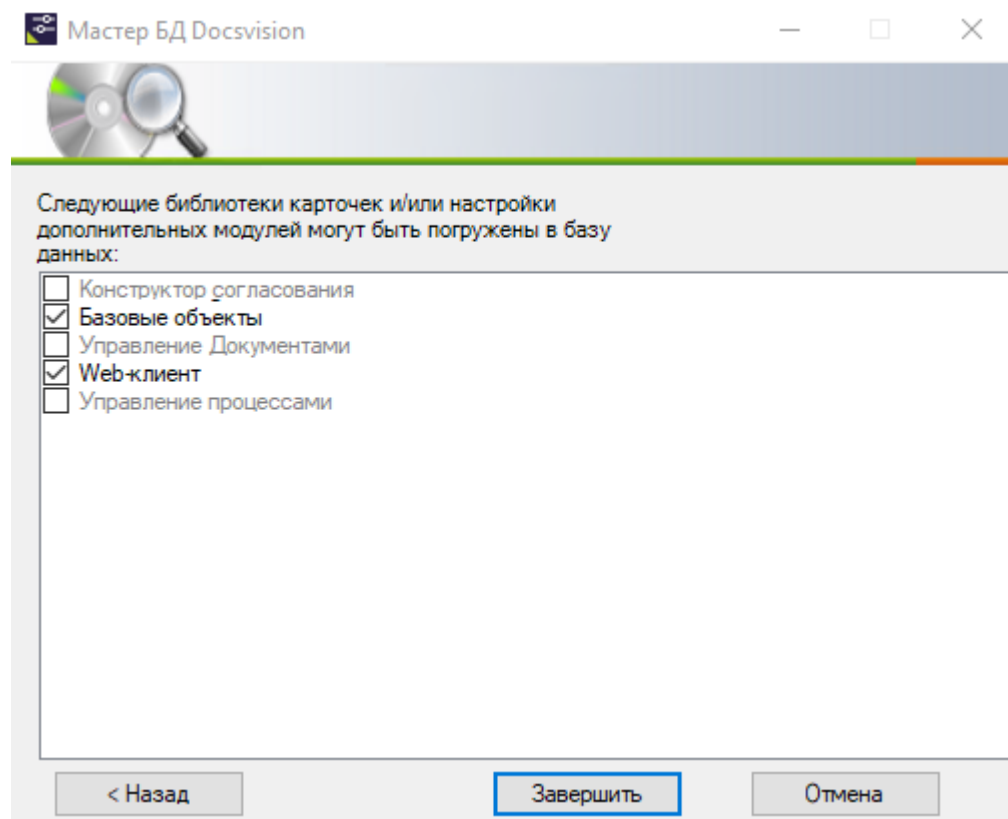 Мастер БД Docsvision
Следующие библиотеки карточек и/или настройки
дополнительных модулей могут быть погружены в базу
данных:
Конструктор согласования
Базовые объекты
Управление Документами
Web-клиент
Управление процессами
< Назад
Завершить
Отмена